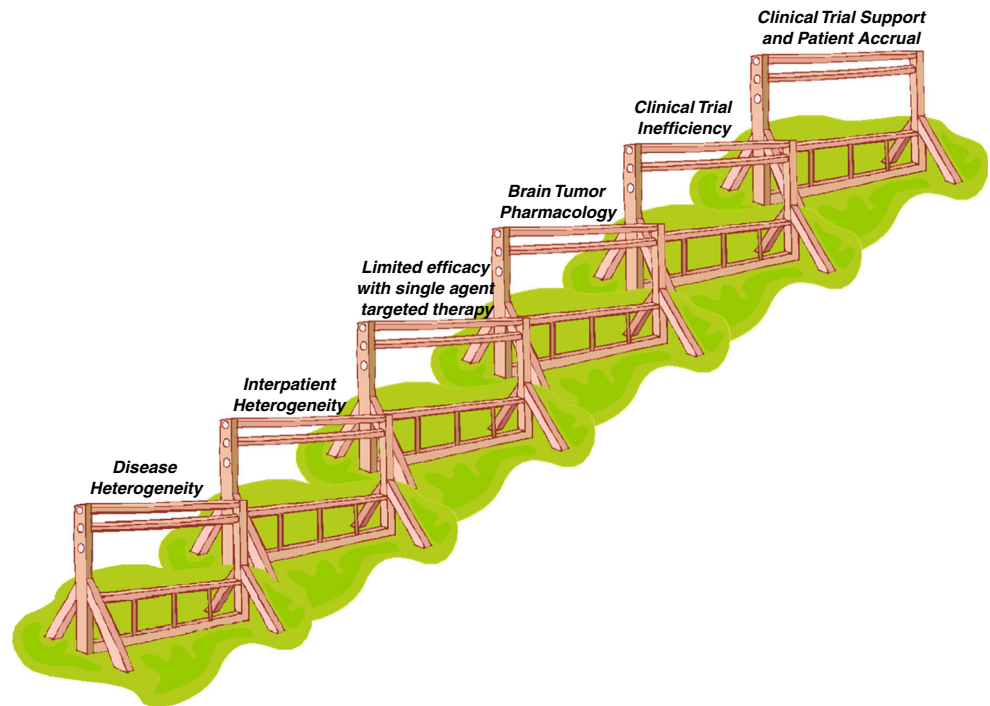 Clinical Trial Support
and Patient Accrual
Clinical Trial
Inefficiency
Brain Tumor
Pharmacology
Limited efficacy
with single agent
targeted therapy
Interpatient
Heterogeneity
Disease
Heterogeneity